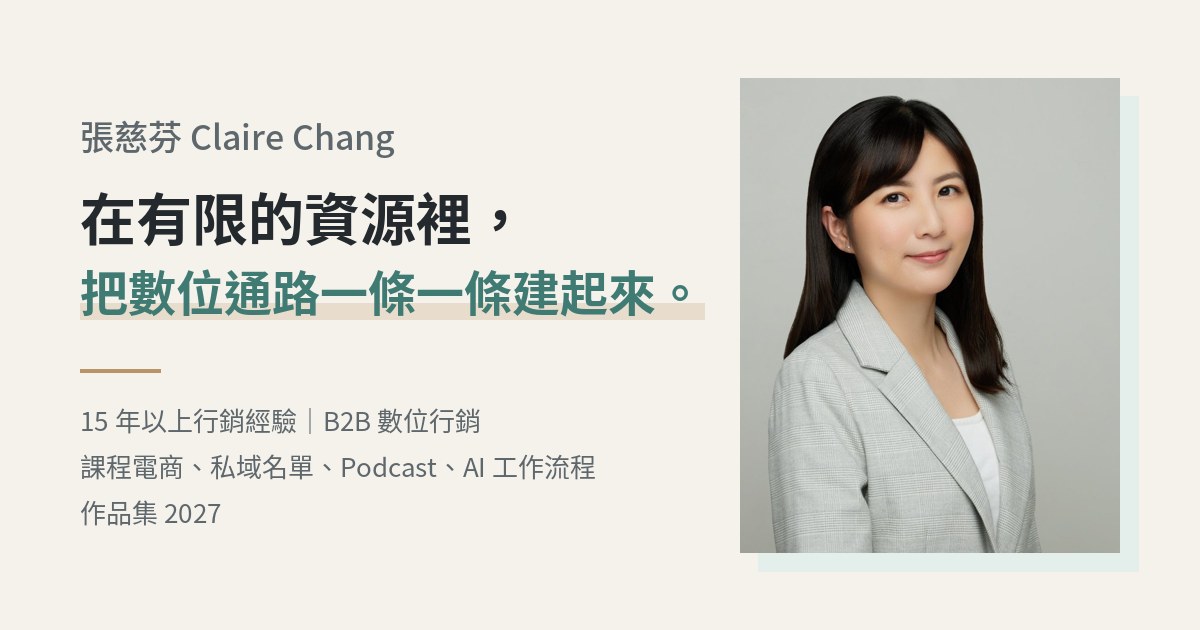 張慈芬 Claire Chang
在有限的資源裡，
把數位通路一條一條建起來。
15 年以上行銷經驗｜B2B 數位行銷
課程電商、私域名單、Podcast、AI 工作流程
作品集 2027